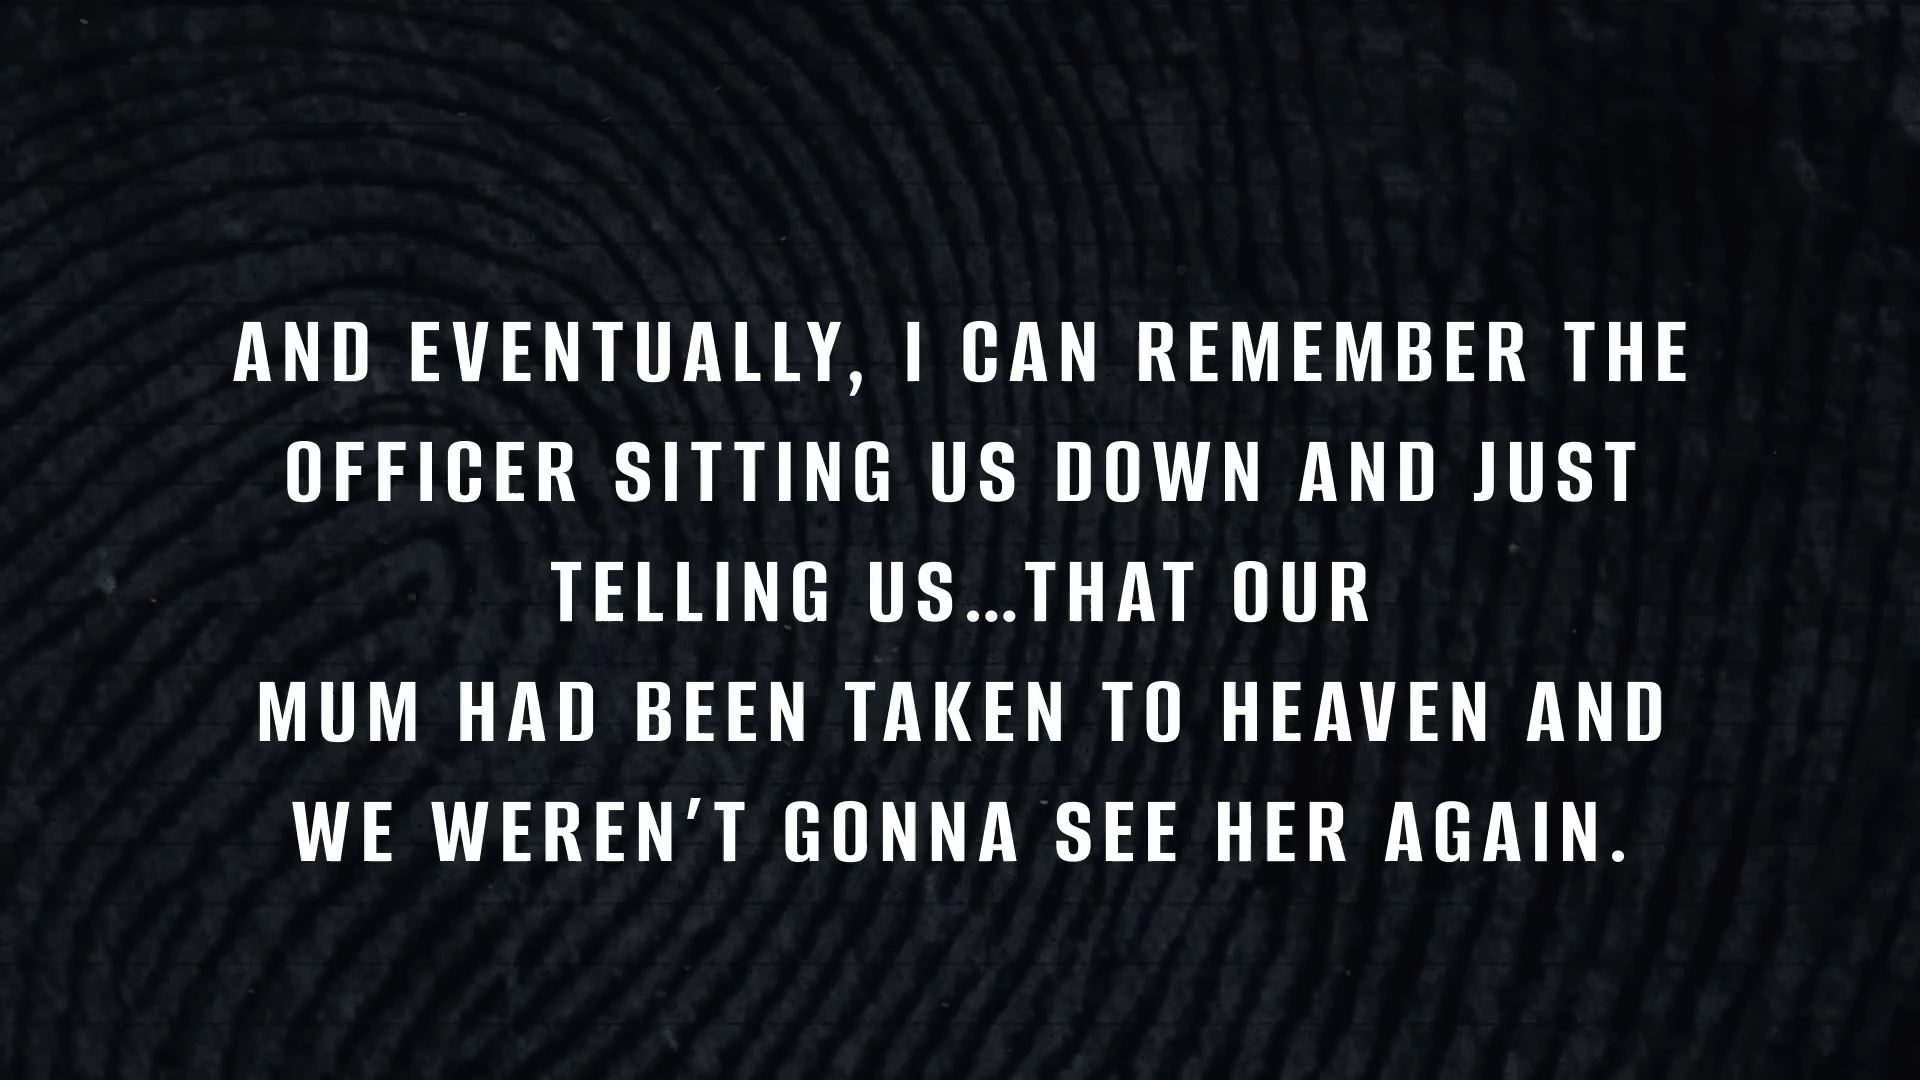 AND EVENTUALLY, I CAN REMEMBER THE
OFFICER SITTING US DOWN AND JUST
TELLING US...THAT OUR
MUM HAD BEEN TAKEN TO HEAVEN AND
WE WEREN'T GONNA SEE HER AGAIN.